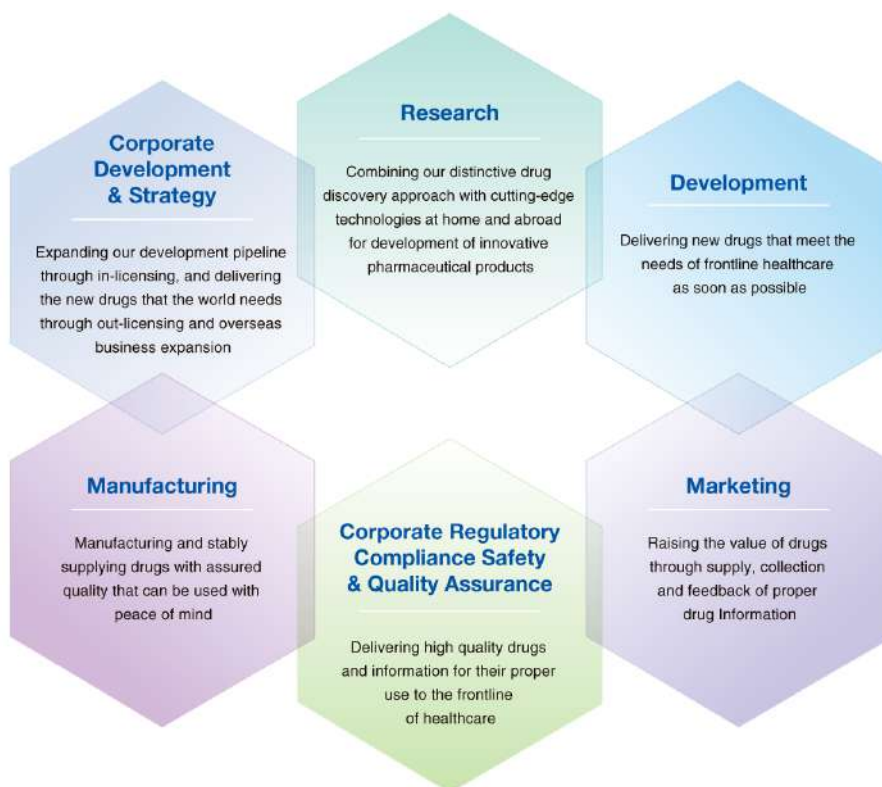 Research
Combining our distinctive drug
discovery approach with cutting-edge
technologies at home and abroad
for development of innovative
pharmaceutical products
Corporate
Development
& Strategy
Expanding our development pipeline
through in-licensing, and delivering
the new drugs that the world needs
through out-licensing and overseas
business expansion
Development
Delivering new drugs that meet the
needs of frontline healthcare
as soon as possible
Manufacturing
Manufacturing and stably
supplying drugs with assured
quality that can be used with
peace of mind
Corporate Regulatory
Compliance Safety
& Quality Assurance
Delivering high quality drugs
and information for their proper
use to the frontline
of healthcare
Marketing
Raising the value of drugs
through supply, collection
and feedback of proper
drug Information